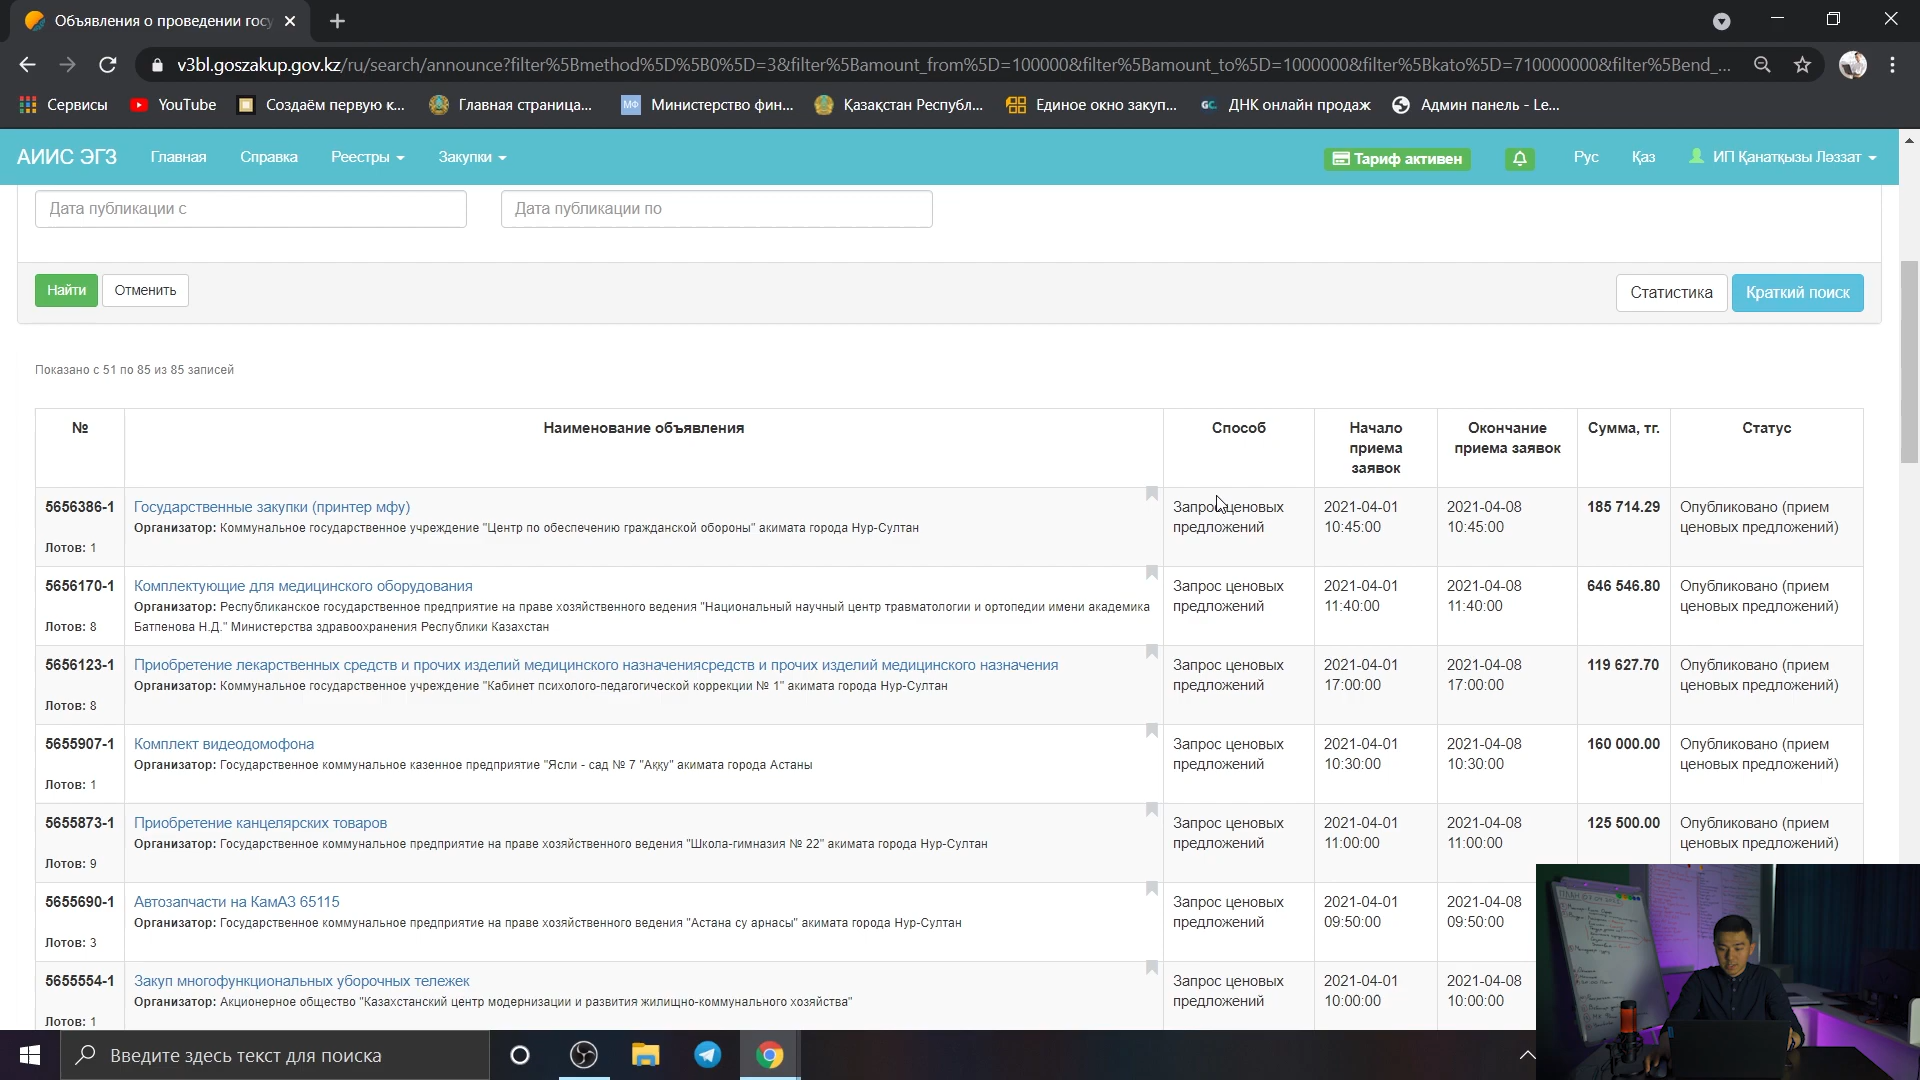 Объявления о проведении госу
v3bl.goszakup.gov.kz/ru/search/announce?filter%5Bmethod%5D%5B0%5D=3&filter%5Bamount_from%5D=100000&filter%5Bamount_to%5D=1000000&filter%5Bkato%5D=710000000&filter%5Bend_...
Сервисы YouTube Создаём первую к... Главная страница... Министерство фин... Қазақстан Республ... Единое окно закуп... ДНК онлайн продаж Админ панель - Le...
АИИС ЭГЗ Главная Справка Реестры Закупки Тариф активен Рус Қаз ИП Қанатқызы Ләззат
Дата публикации с Дата публикации по
Найти Отменить Статистика Краткий поиск
Показано с 51 по 85 из 85 записей
№ Наименование объявления Способ Начало приема заявок Окончание приема заявок Сумма, тг. Статус
5656386-1 Государственные закупки (принтер мфу) Запрос ценовых 2021-04-01 2021-04-08 185 714.29 Опубликовано (прием
Организатор: Коммунальное государственное учреждение "Центр по обеспечению гражданской обороны" акимата города Нур-Султан предложений 10:45:00 10:45:00 ценовых предложений)
Лотов: 1
5656170-1 Комплектующие для медицинского оборудования Запрос ценовых 2021-04-01 2021-04-08 646 546.80 Опубликовано (прием
Организатор: Республиканское государственное предприятие на праве хозяйственного ведения "Национальный научный центр травматологии и ортопедии имени академика предложений 11:40:00 11:40:00 ценовых предложений)
Лотов: 8 Батпенова Н.Д." Министерства здравоохранения Республики Казахстан
5656123-1 Приобретение лекарственных средств и прочих изделий медицинского назначениясредств и прочих изделий медицинского назначения Запрос ценовых 2021-04-01 2021-04-08 119 627.70 Опубликовано (прием
Организатор: Коммунальное государственное учреждение "Кабинет психолого-педагогической коррекции № 1" акимата города Нур-Султан предложений 17:00:00 17:00:00 ценовых предложений)
Лотов: 8
5655907-1 Комплект видеодомофона Запрос ценовых 2021-04-01 2021-04-08 160 000.00 Опубликовано (прием
Организатор: Государственное коммунальное казенное предприятие "Ясли - сад № 7 "Аққу" акимата города Астаны предложений 10:30:00 10:30:00 ценовых предложений)
Лотов: 1
5655873-1 Приобретение канцелярских товаров Запрос ценовых 2021-04-01 2021-04-08 125 500.00 Опубликовано (прием
Организатор: Государственное коммунальное предприятие на праве хозяйственного ведения "Школа-гимназия № 22" акимата города Нур-Султан предложений 11:00:00 11:00:00 ценовых предложений)
Лотов: 9
5655690-1 Автозапчасти на КамАЗ 65115 Запрос ценовых 2021-04-01 2021-04-08
Организатор: Государственное коммунальное предприятие на праве хозяйственного ведения "Астана су арнасы" акимата города Нур-Султан предложений 09:50:00 09:50:00
Лотов: 3
5655554-1 Закуп многофункциональных уборочных тележек Запрос ценовых 2021-04-01 2021-04-08
Организатор: Акционерное общество "Казахстанский центр модернизации и развития жилищно-коммунального хозяйства" предложений 10:00:00 10:00:00
Лотов: 1
Введите здесь текст для поиска